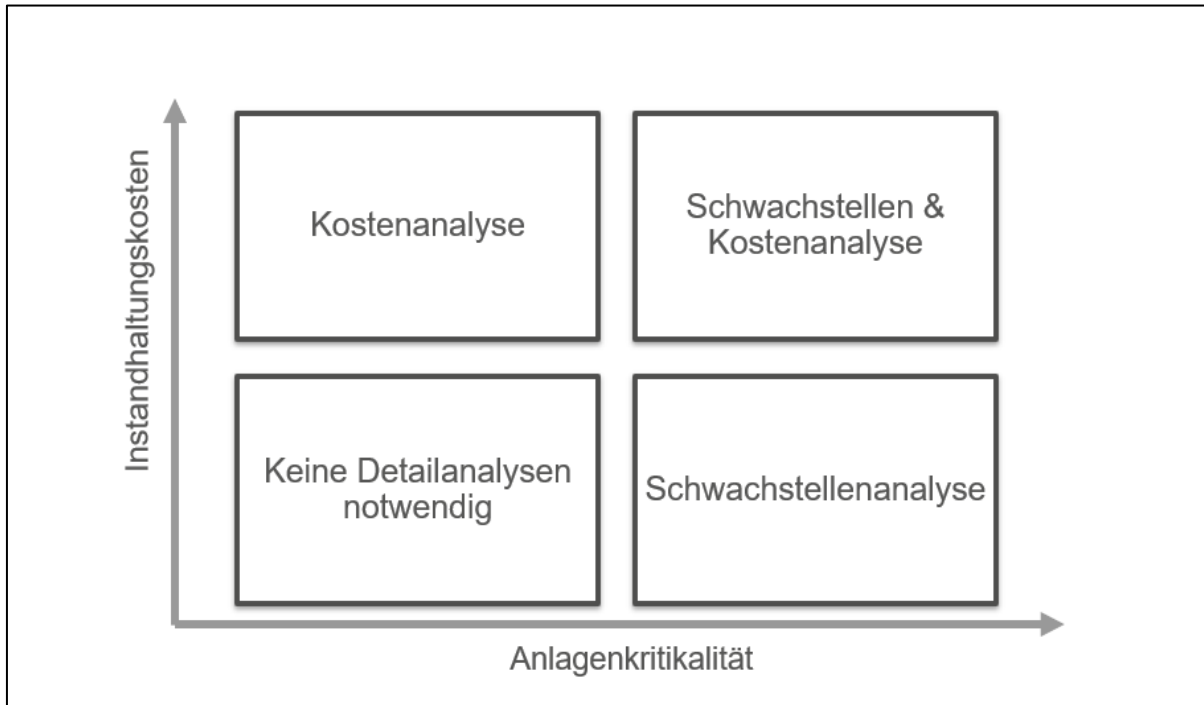 Instandhaltungskosten
Kostenanalyse
Schwachstellen &
Kostenanalyse
Keine Detailanalysen
notwendig
Schwachstellenanalyse
Anlagenkritikalität